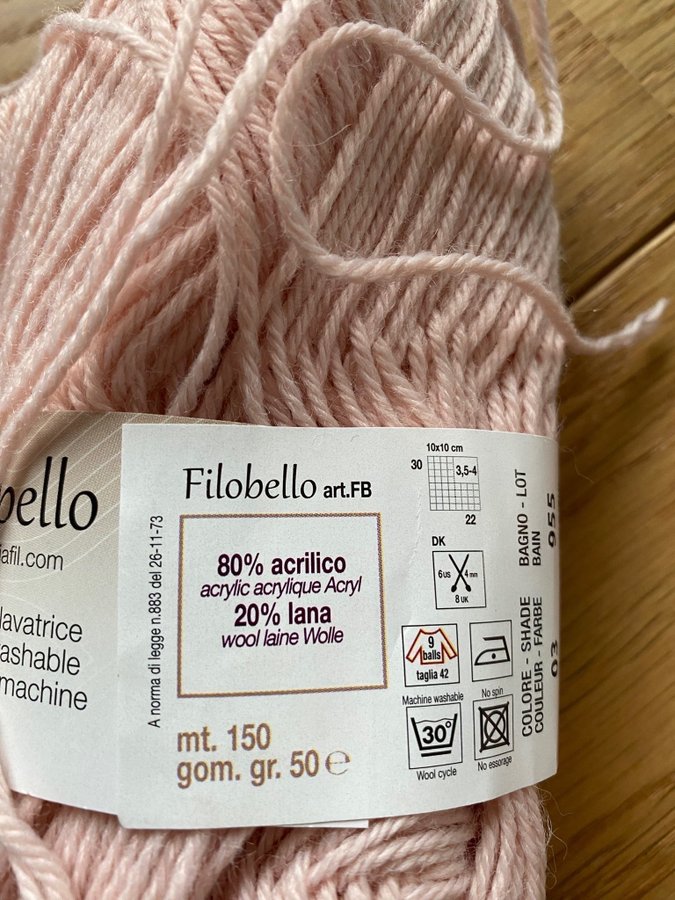 bello
afil.com
lavatrice
ashable
machine
A norma di legge n.883 del 26-11-73
Filobello art.FB
80% acrilico
acrylic acrylique Acryl
20% lana
wool laine Wolle
mt. 150
gom. gr. 50 ℮
10x10 cm
30
3,5-4
22
DK
6 US
4 mm
8 UK
9
balls
taglia 42
Machine washable
30°
Wool cycle
No spin
No essorage
COLORE - SHADE
COULEUR - FARBE
03
BAGNO - LOT
BAIN
955